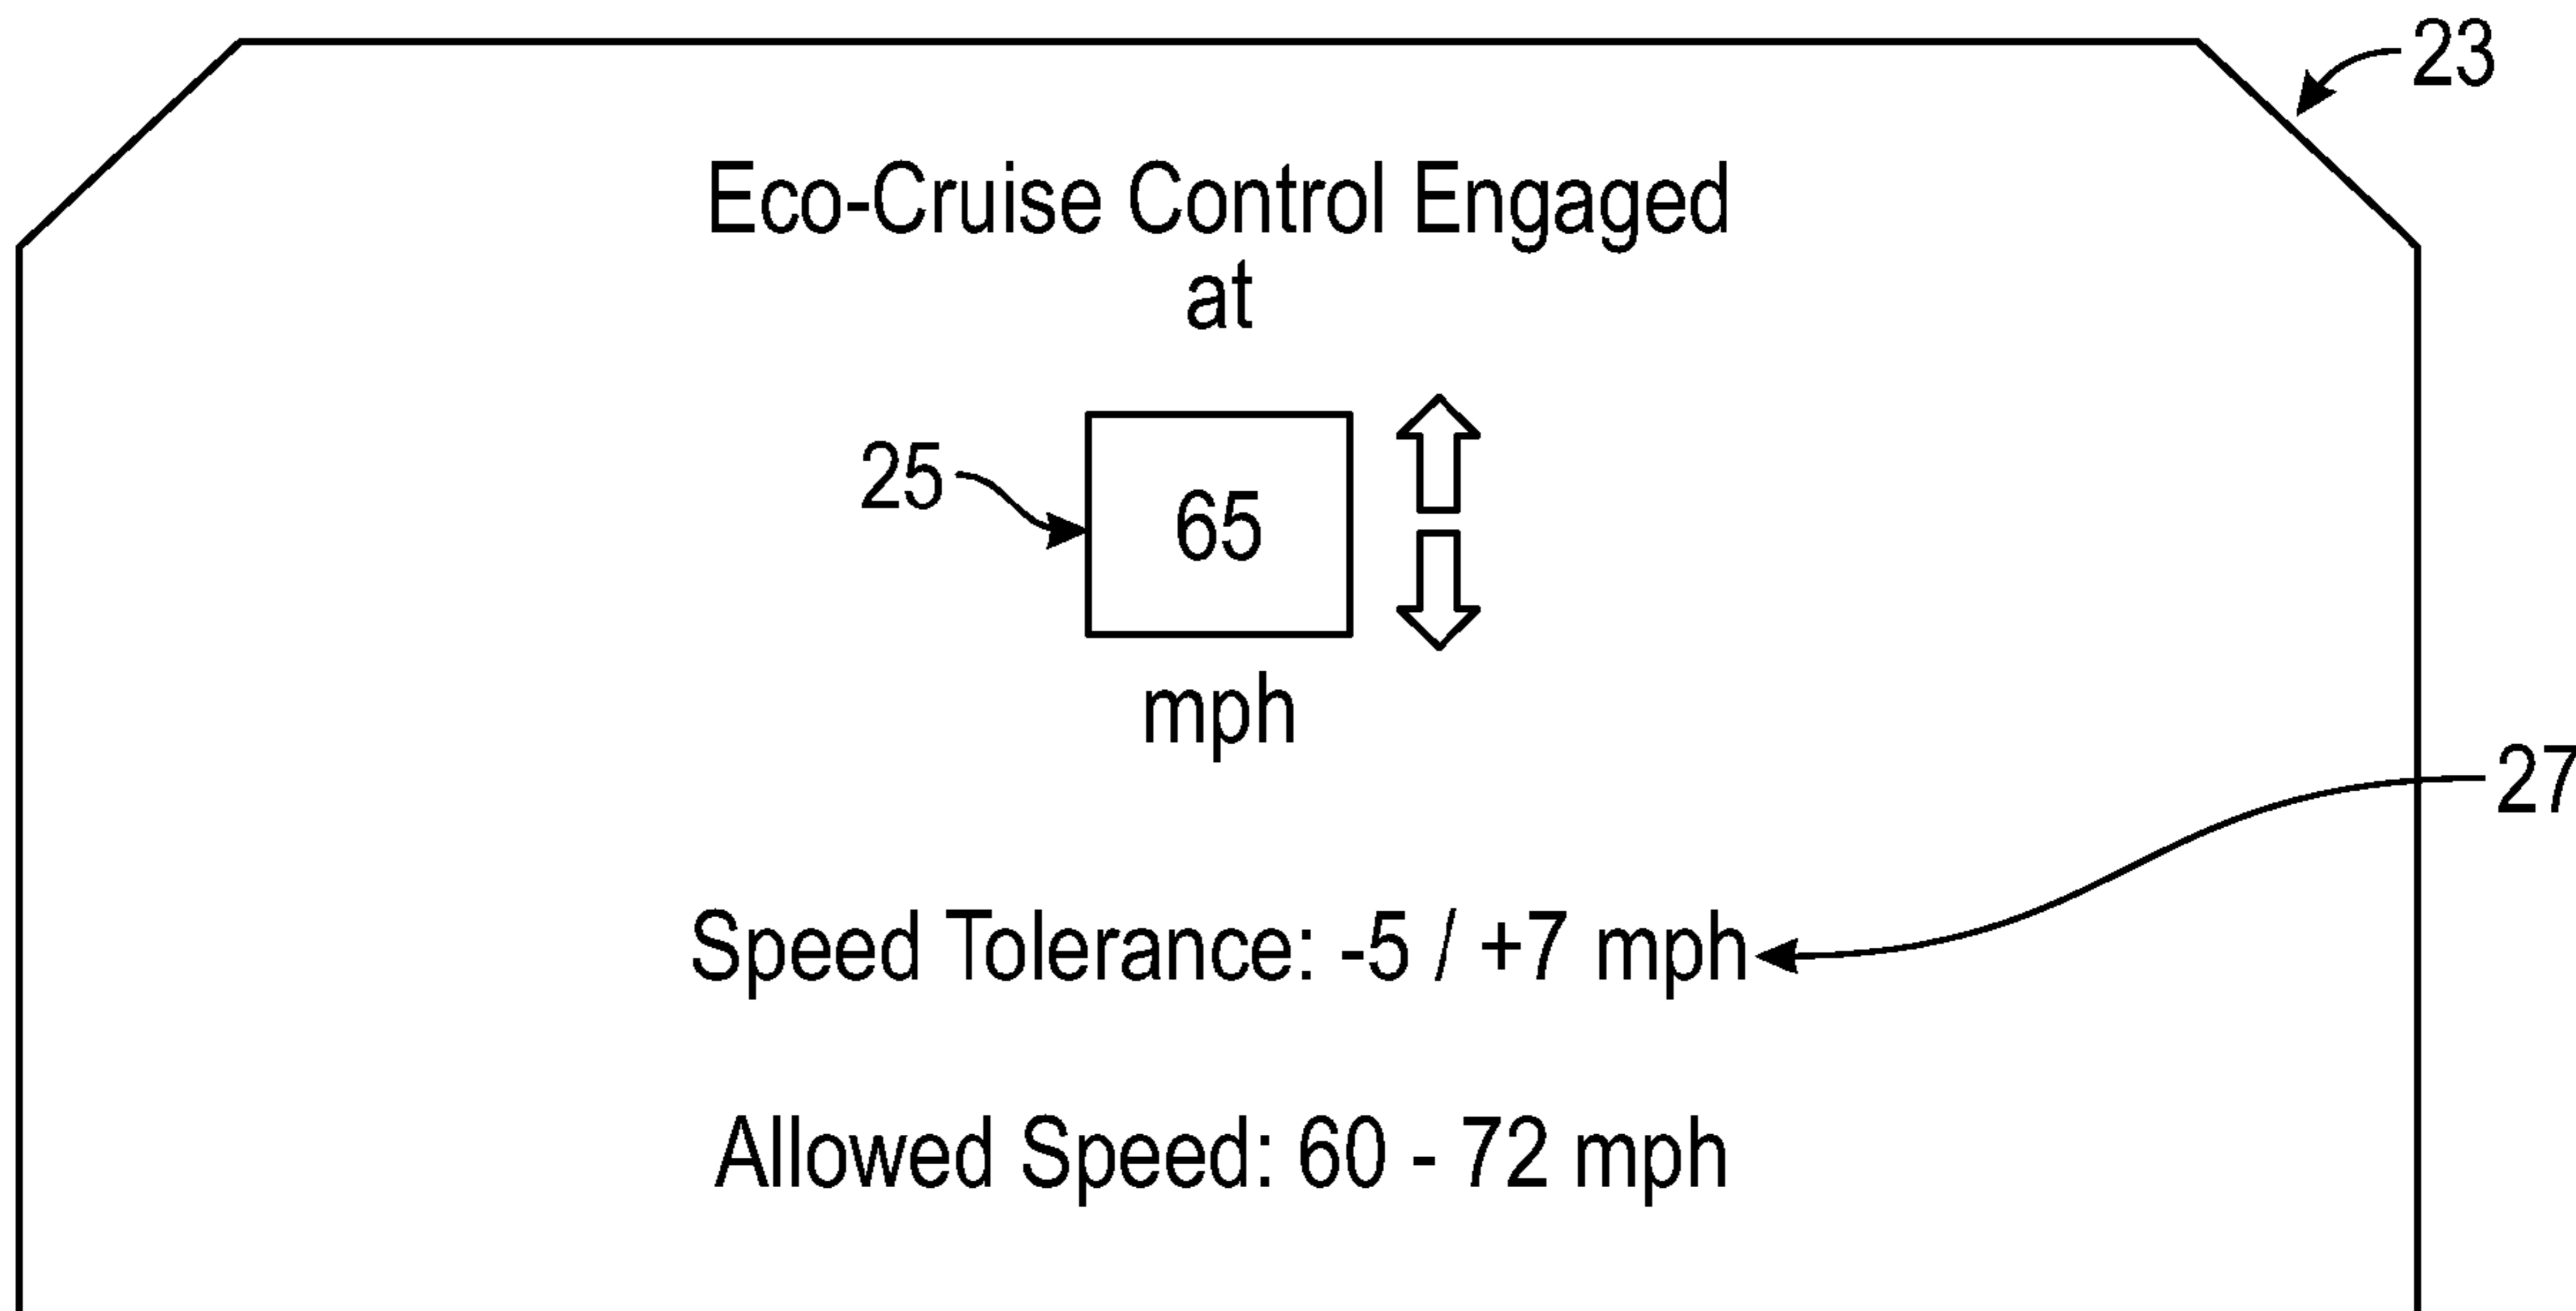 23
Eco-Cruise Control Engaged
at
25
65
mph
27
Speed Tolerance: -5 / +7 mph
Allowed Speed: 60 - 72 mph